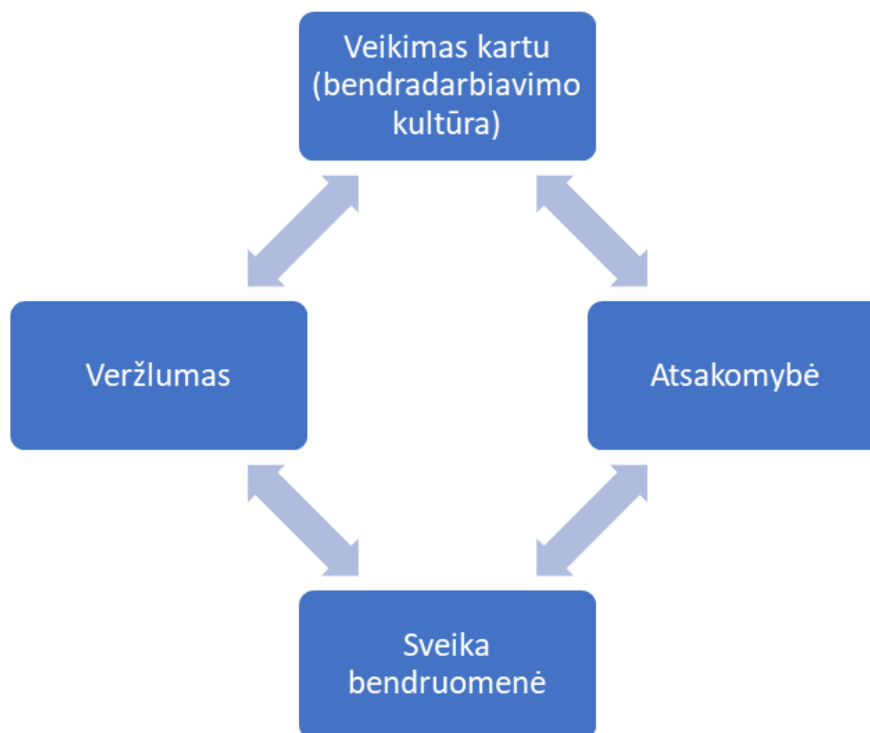 Veikimas kartu
(bendradarbiavimo
kultūra)
Veržlumas
Atsakomybė
Sveika
bendruomenė